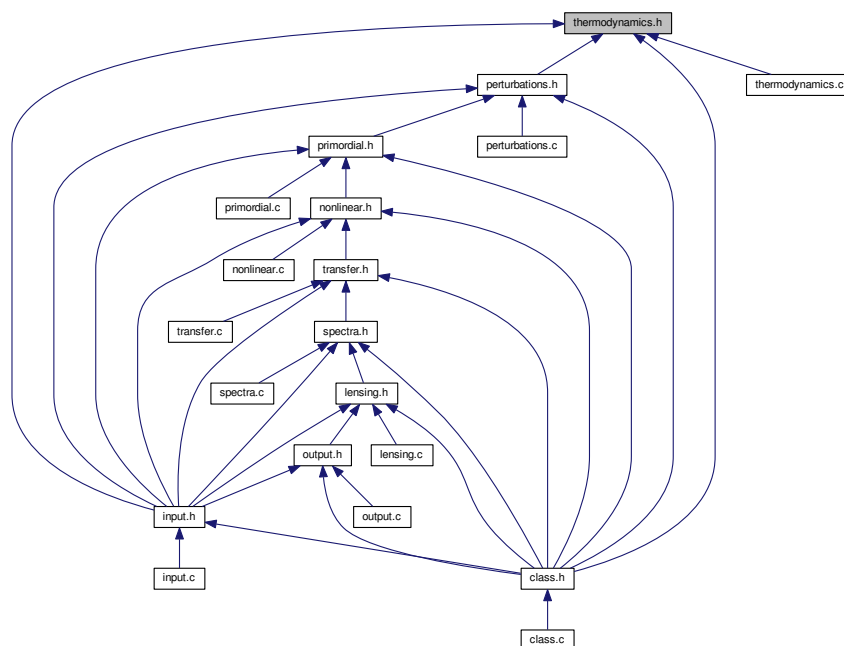 thermodynamics.h
perturbations.h
thermodynamics.c
primordial.h
perturbations.c
primordial.c
nonlinear.h
nonlinear.c
transfer.h
transfer.c
spectra.h
spectra.c
lensing.h
output.h
lensing.c
input.h
output.c
input.c
class.h
class.c